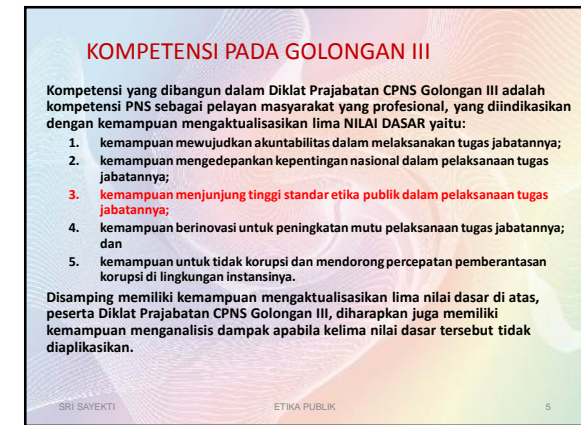 KOMPETENSI PADA GOLONGAN III
Kompetensi yang dibangun dalam Diklat Prajabatan CPNS Golongan III adalah
kompetensi PNS sebagai pelayan masyarakat yang profesional, yang diindikasikan
dengan kemampuan mengaktualisasikan lima NILAI DASAR yaitu:
1. kemampuan mewujudkan akuntabilitas dalam melaksanakan tugas jabatannya;
2. kemampuan mengedepankan kepentingan nasional dalam pelaksanaan tugas
jabatannya;
3. kemampuan menjunjung tinggi standar etika publik dalam pelaksanaan tugas
jabatannya;
4. kemampuan berinovasi untuk peningkatan mutu pelaksanaan tugas jabatannya;
dan
5. kemampuan untuk tidak korupsi dan mendorong percepatan pemberantasan
korupsi di lingkungan instansinya.
Disamping memiliki kemampuan mengaktualisasikan lima nilai dasar di atas,
peserta Diklat Prajabatan CPNS Golongan III, diharapkan juga memiliki
kemampuan menganalisis dampak apabila kelima nilai dasar tersebut tidak
diaplikasikan.
SRI SAYEKTI ETIKA PUBLIK 5